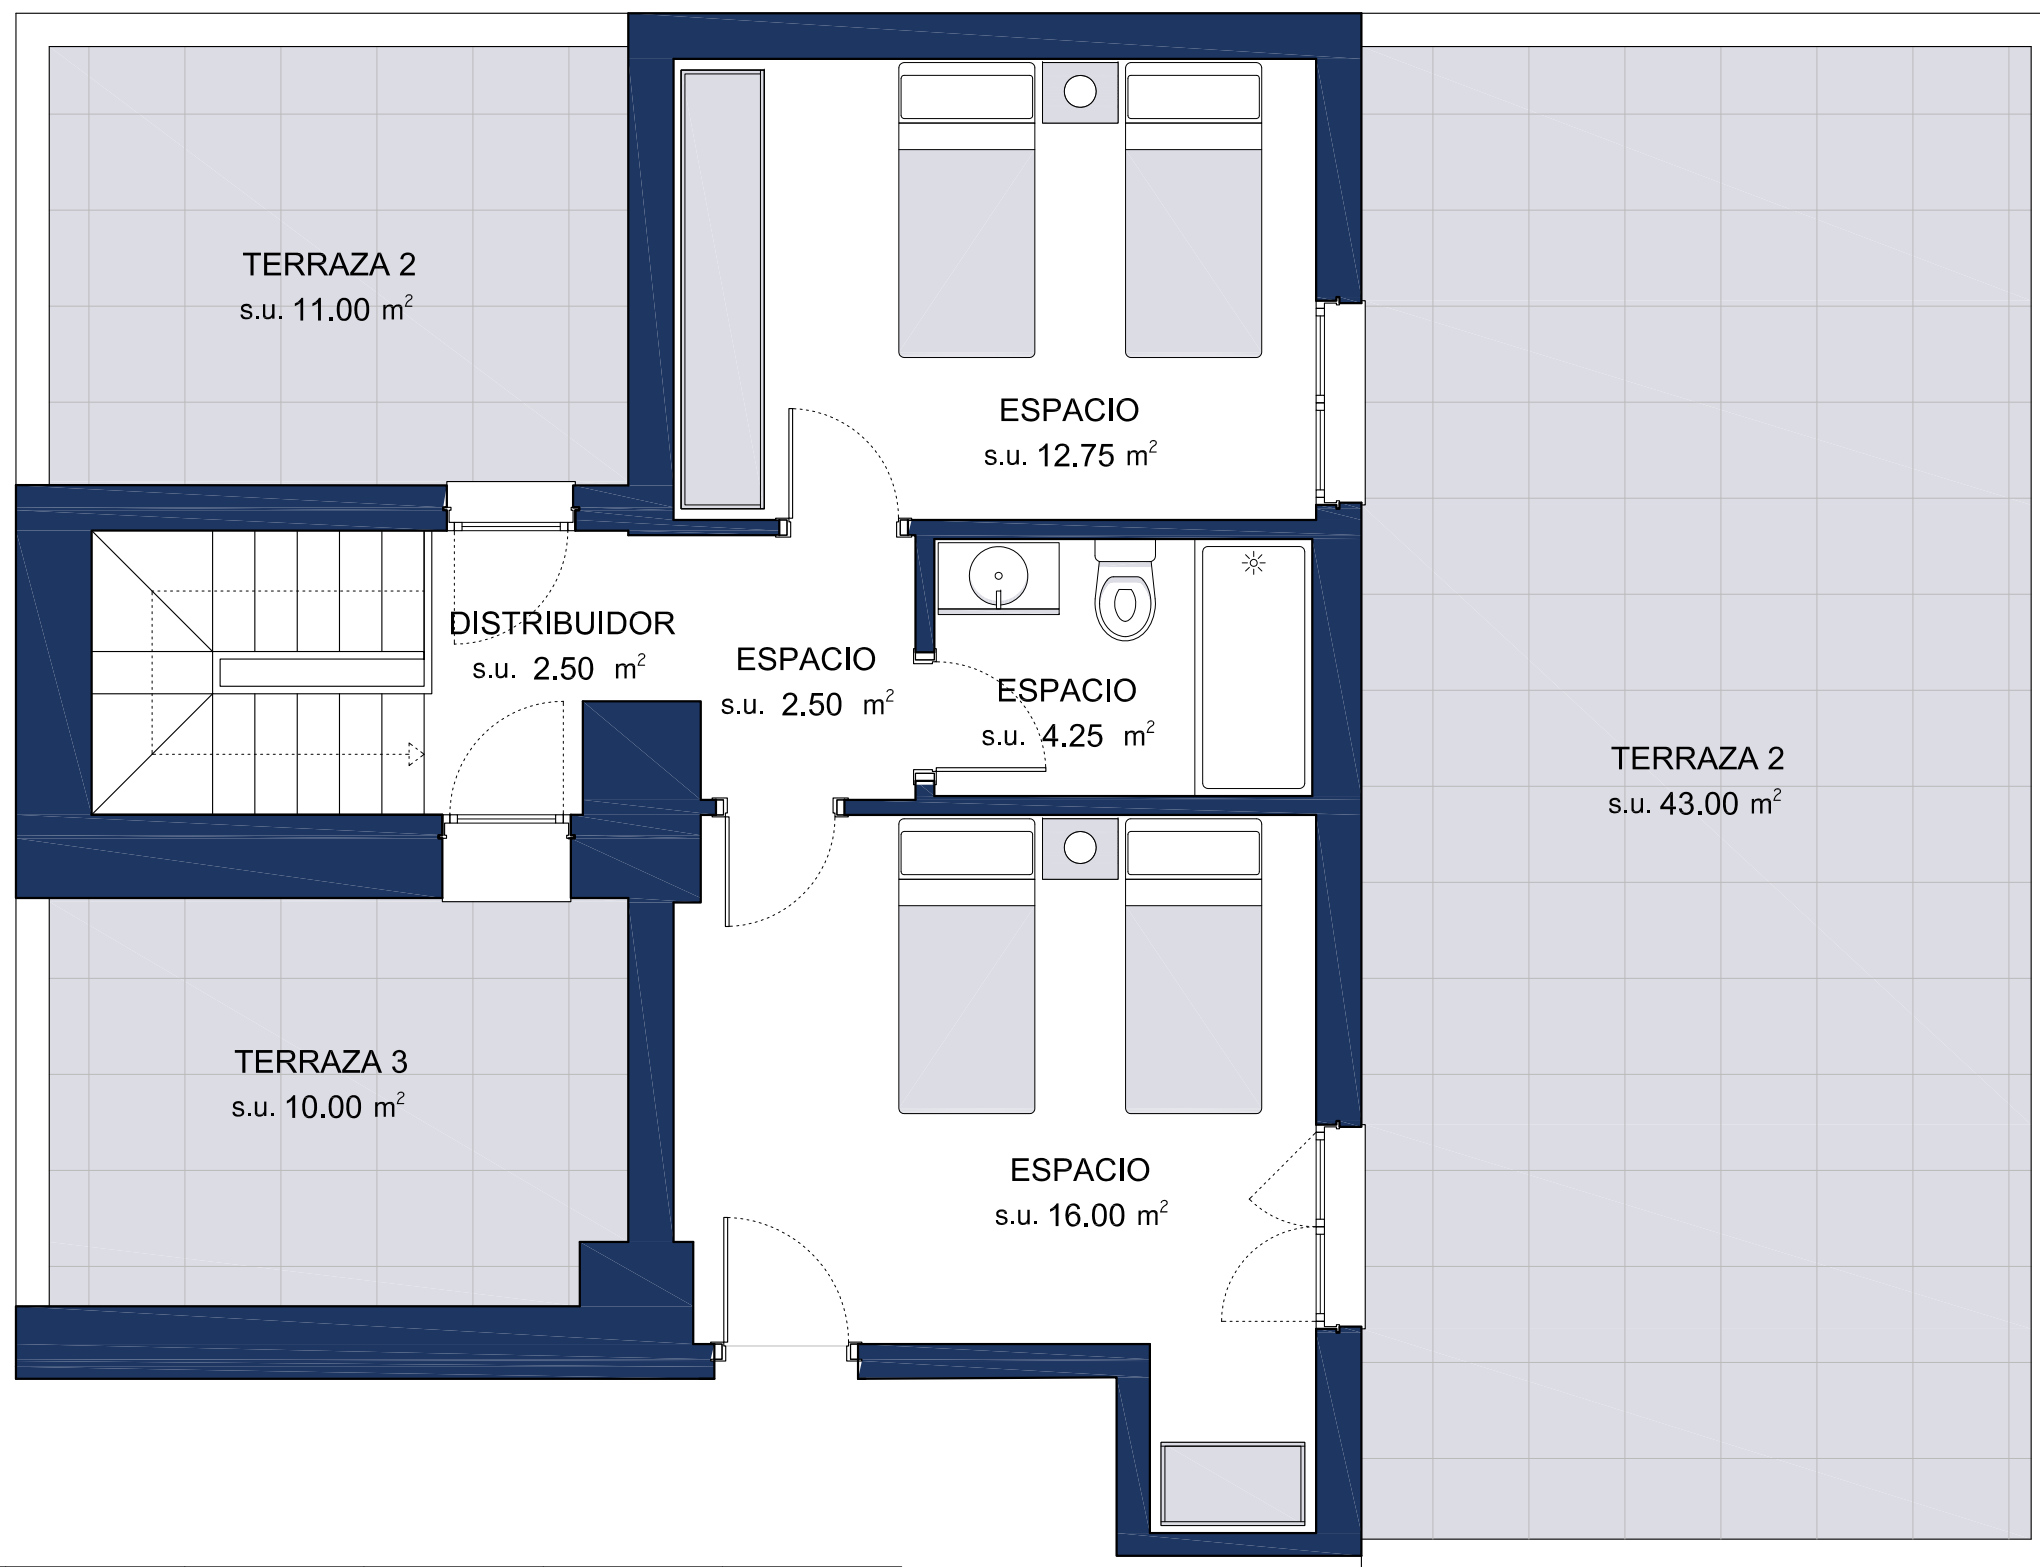 TERRAZA 2
s.u. 11.00 m²
ESPACIO
s.u. 12.75 m²
DISTRIBUIDOR
s.u. 2.50 m²
ESPACIO
s.u. 2.50 m²
ESPACIO
s.u. 4.25 m²
TERRAZA 2
s.u. 43.00 m²
TERRAZA 3
s.u. 10.00 m²
ESPACIO
s.u. 16.00 m²